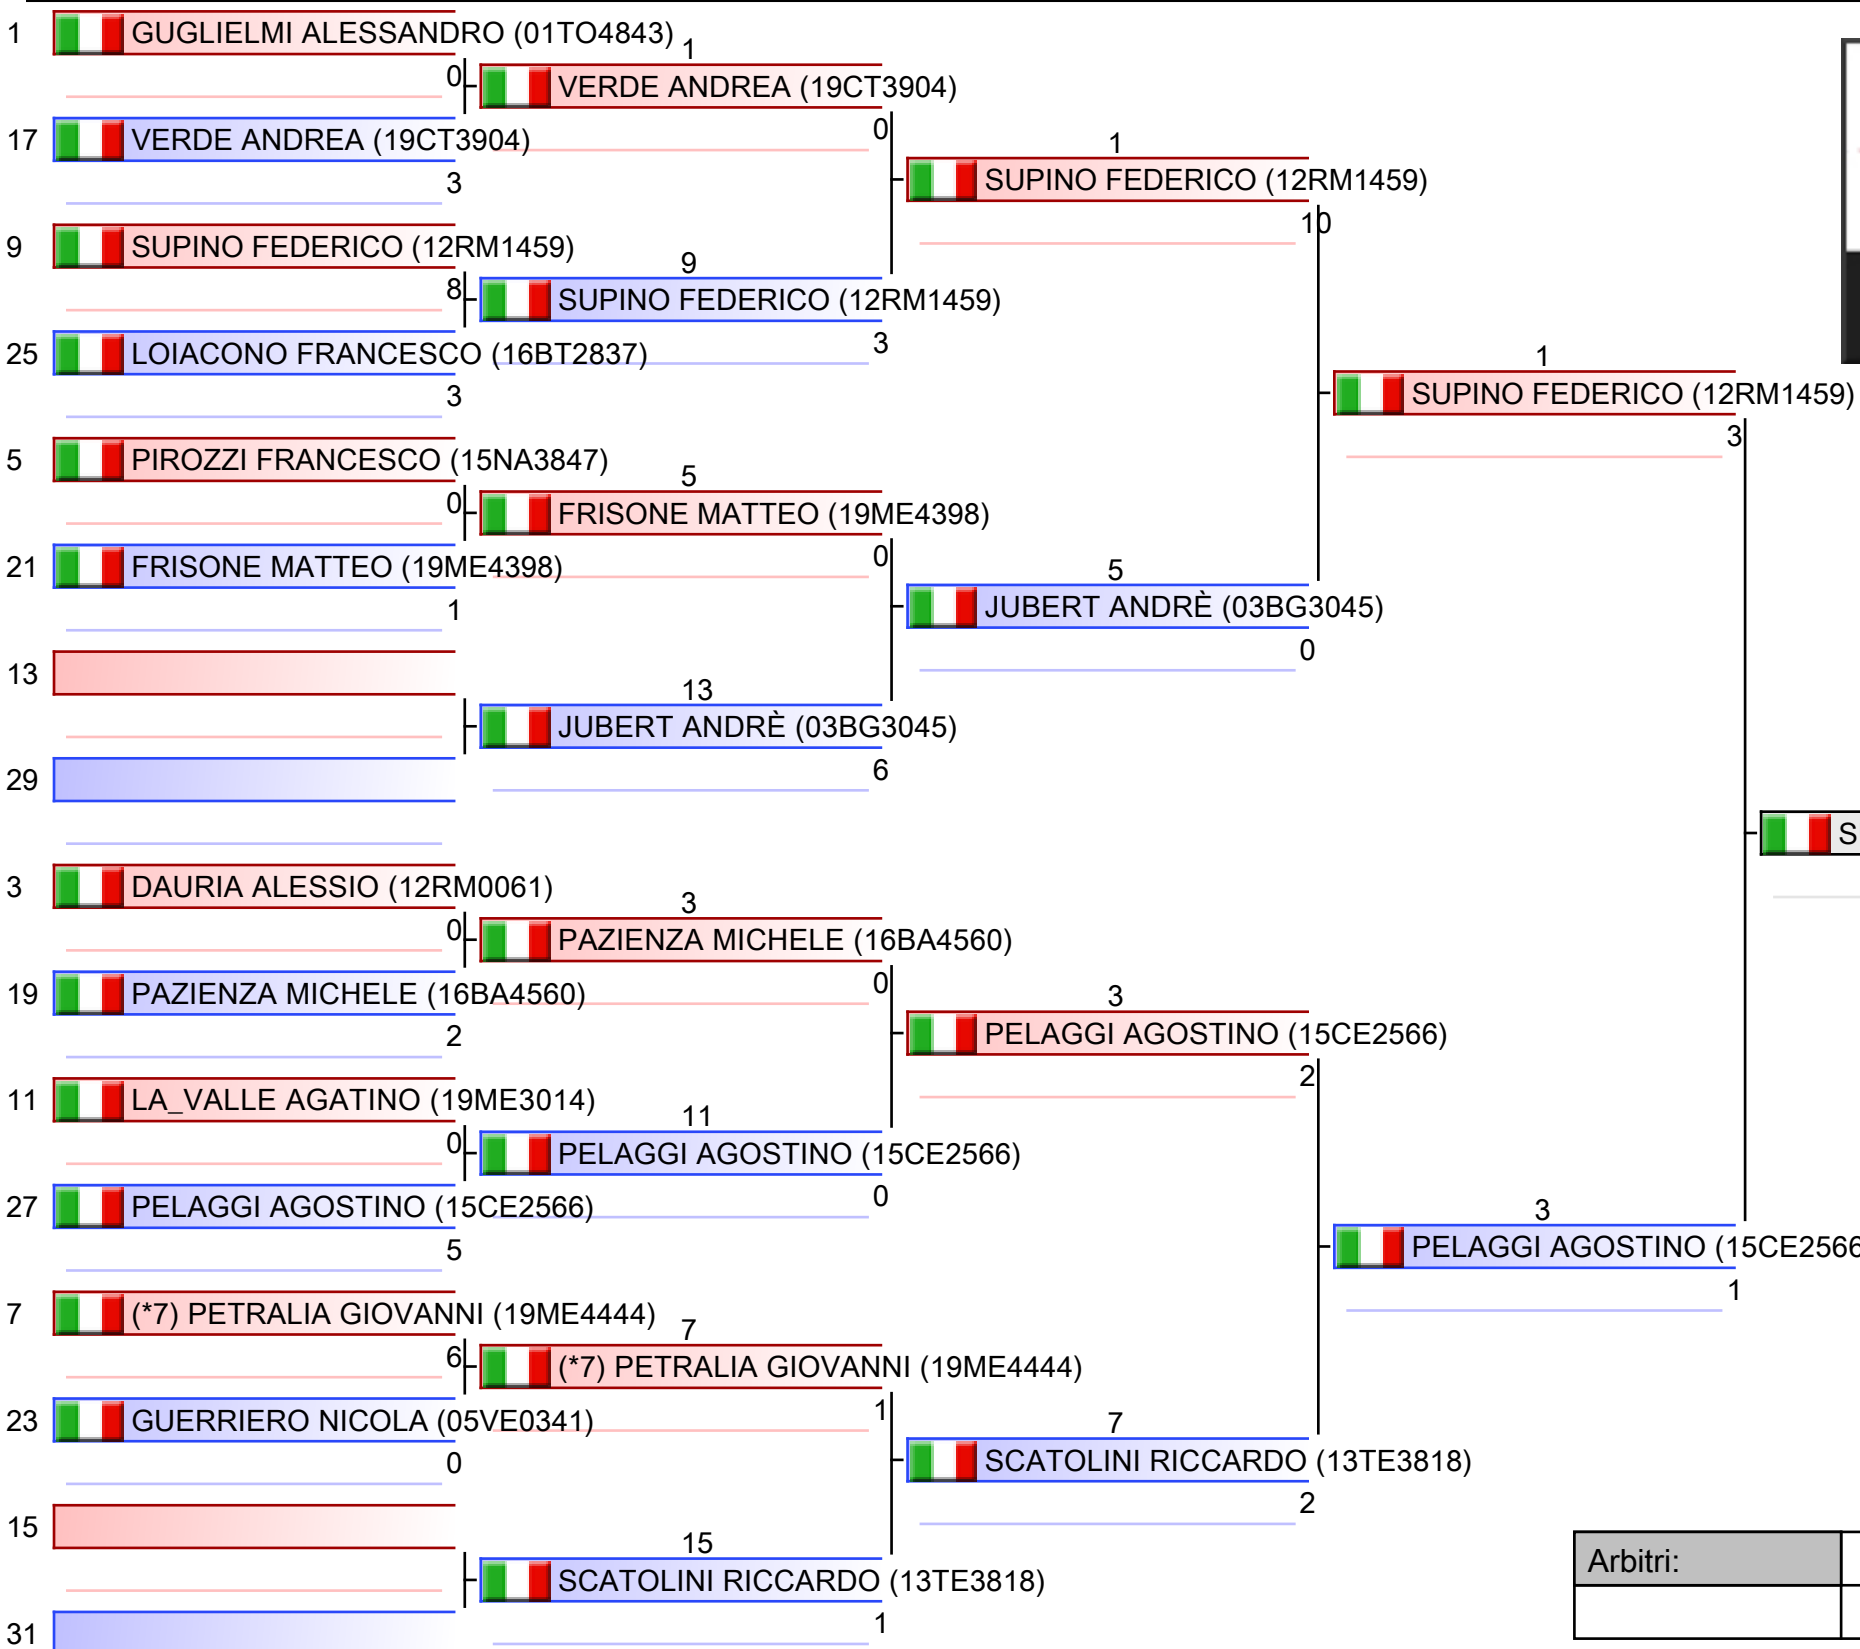 1 GUGLIELMI ALESSANDRO (01TO4843)
0
1
VERDE ANDREA (19CT3904)
0
17 VERDE ANDREA (19CT3904)
3
1
SUPINO FEDERICO (12RM1459)
10
9 SUPINO FEDERICO (12RM1459)
8
9
SUPINO FEDERICO (12RM1459)
3
25 LOIACONO FRANCESCO (16BT2837)
3
1
SUPINO FEDERICO (12RM1459)
3
5 PIROZZI FRANCESCO (15NA3847)
0
5
FRISONE MATTEO (19ME4398)
0
21 FRISONE MATTEO (19ME4398)
1
5
JUBERT ANDRÈ (03BG3045)
0
13
13
JUBERT ANDRÈ (03BG3045)
6
29
S
3 DAURIA ALESSIO (12RM0061)
0
3
PAZIENZA MICHELE (16BA4560)
0
19 PAZIENZA MICHELE (16BA4560)
2
3
PELAGGI AGOSTINO (15CE2566)
2
11 LA_VALLE AGATINO (19ME3014)
0
11
PELAGGI AGOSTINO (15CE2566)
0
27 PELAGGI AGOSTINO (15CE2566)
5
3
PELAGGI AGOSTINO (15CE2566
1
7 (*7) PETRALIA GIOVANNI (19ME4444)
6
7
(*7) PETRALIA GIOVANNI (19ME4444)
1
23 GUERRIERO NICOLA (05VE0341)
0
7
SCATOLINI RICCARDO (13TE3818)
2
15
15
SCATOLINI RICCARDO (13TE3818)
1
31
Arbitri: